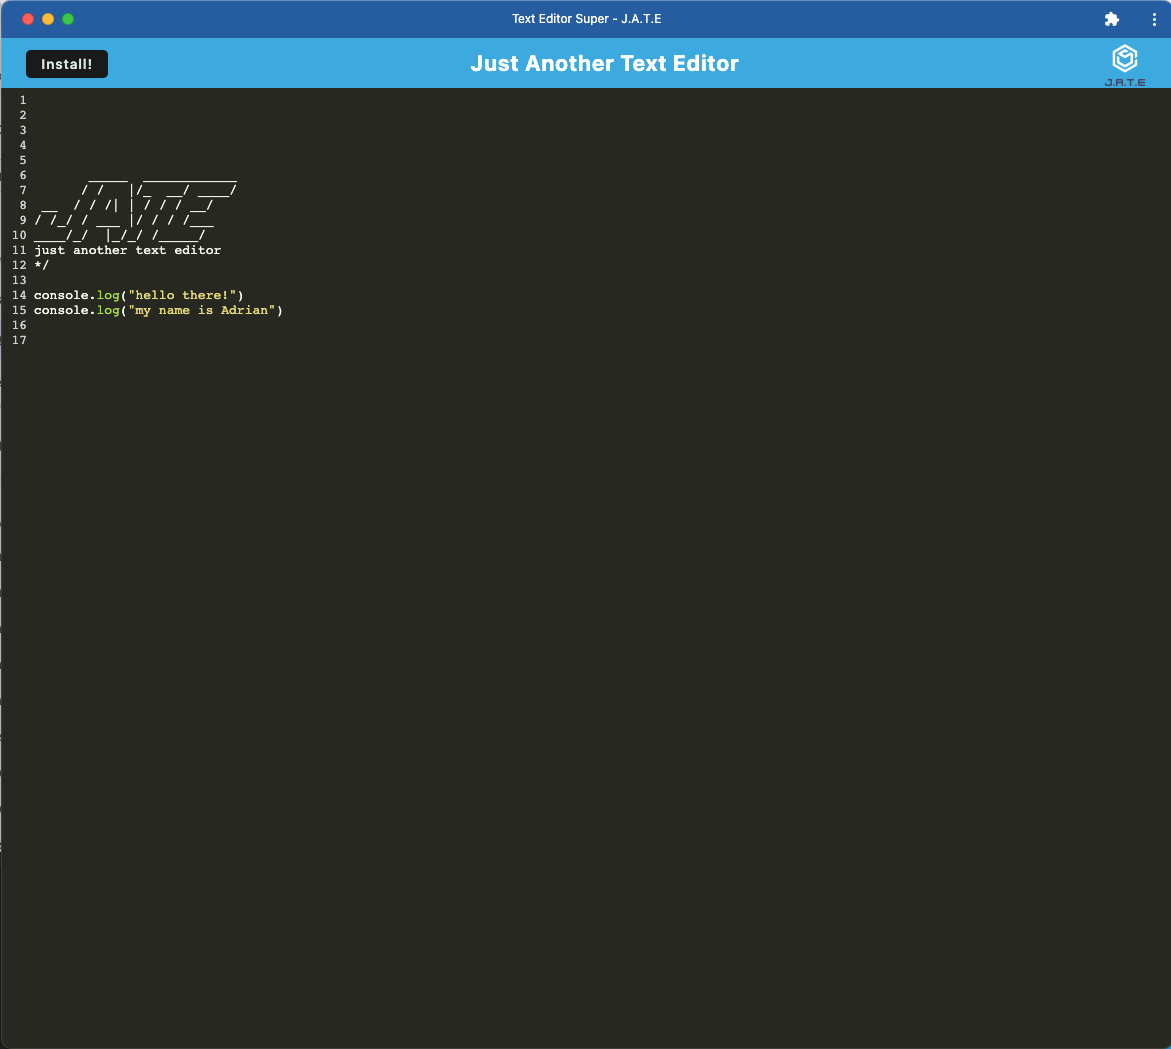 Text Editor Super - J.A.T.E
Install!
Just Another Text Editor
J.A.T.E
1
2
3
4
5
6        _____  ____________
7       / /   |/_  __/ ____/
8  __  / / /| | / / / __/
9 / /_/ / ___ |/ / / /___
10 ____/_/  |_/_/ /_____/
11 just another text editor
12 */
13
14 console.log("hello there!")
15 console.log("my name is Adrian")
16
17